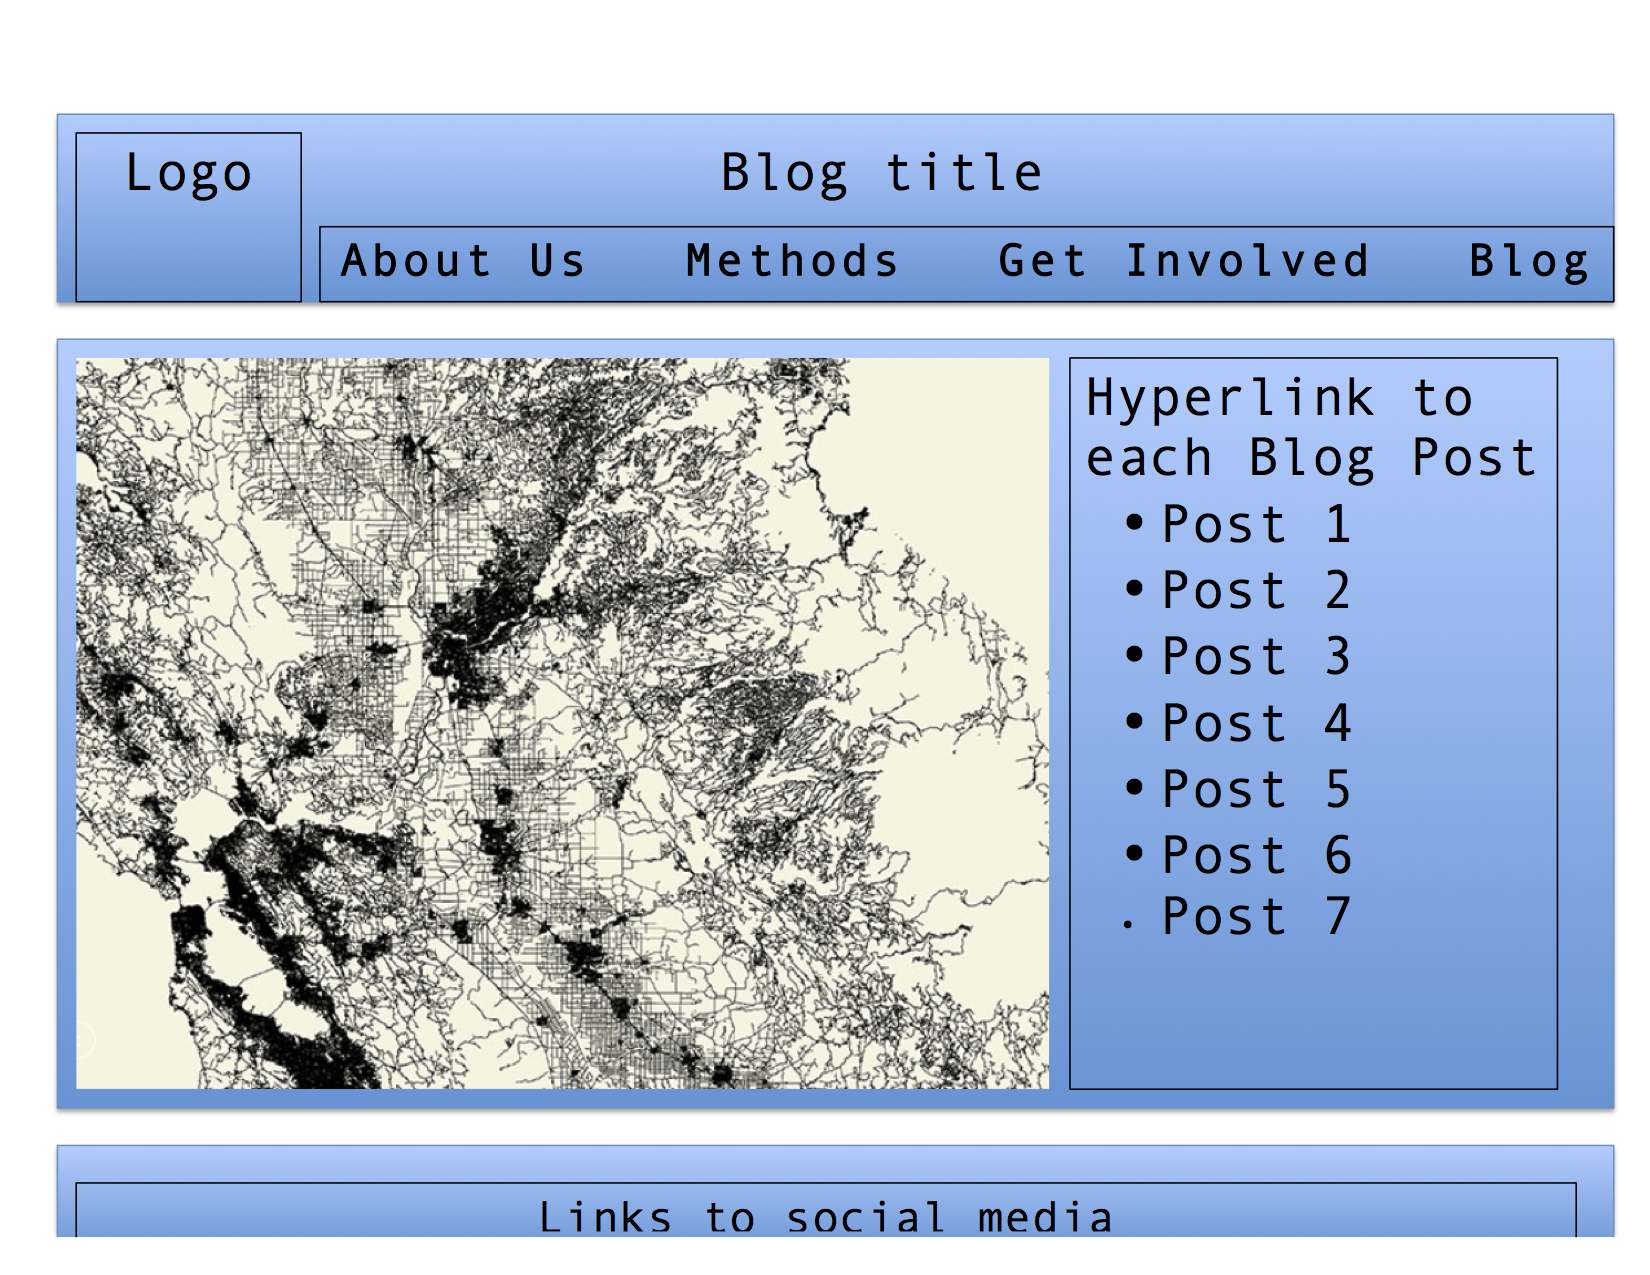 Logo
Blog title
About Us Methods Get Involved Blog
Hyperlink to
each Blog Post
• Post 1
• Post 2
• Post 3
• Post 4
• Post 5
• Post 6
• Post 7
Links to social media